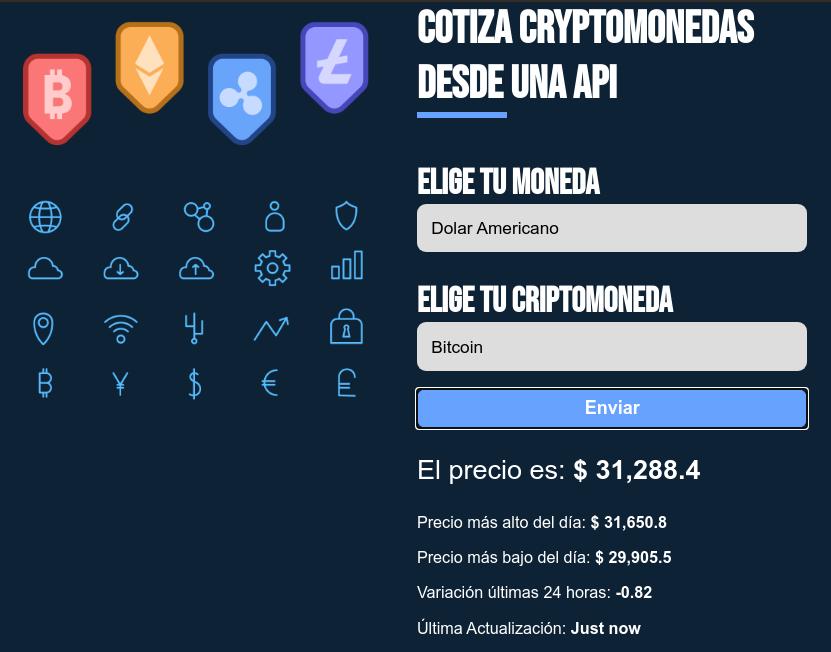 COTIZA CRYPTOMONEDAS
DESDE UNA API
ELIGE TU MONEDA
Dolar Americano
ELIGE TU CRIPTOMONEDA
Bitcoin
Enviar
El precio es: $ 31,288.4
Precio más alto del día: $ 31,650.8
Precio más bajo del día: $ 29,905.5
Variación últimas 24 horas: -0.82
Última Actualización: Just now